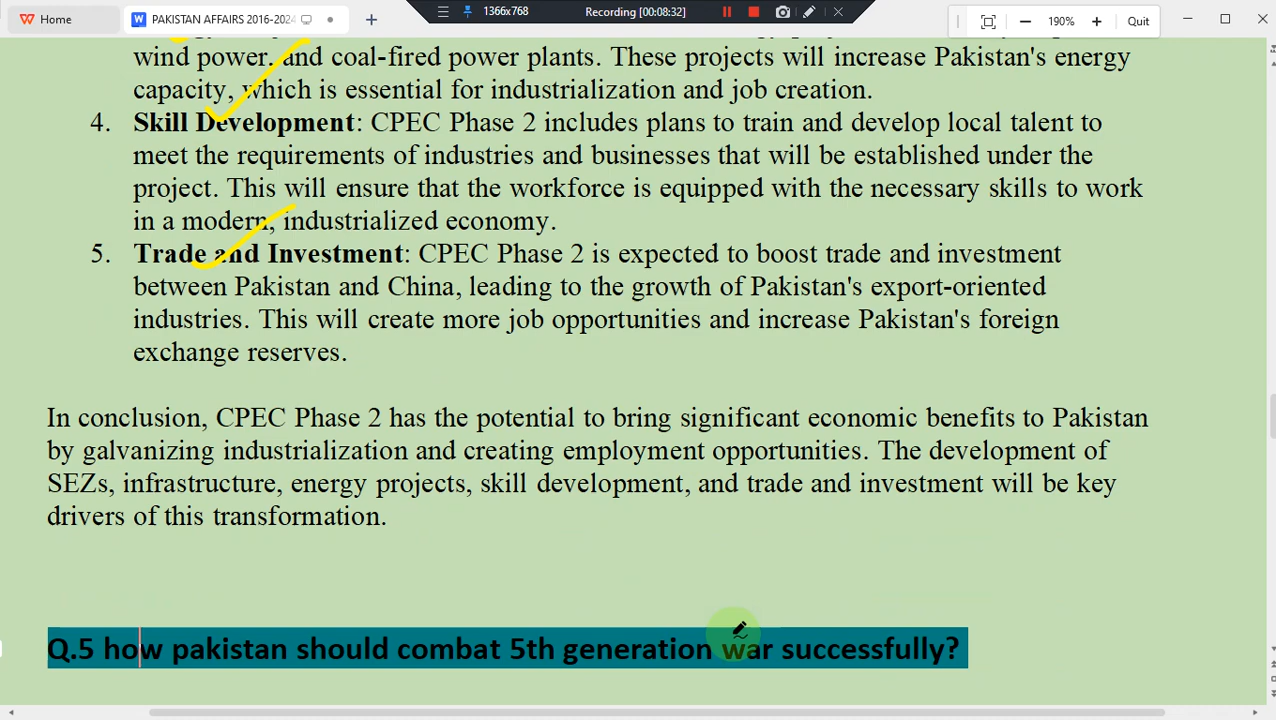 Home
PAKISTAN AFFAIRS 2016-2024
1366x768
Recording [00:08:32]
190%
Quit
wind power, and coal-fired power plants. These projects will increase Pakistan's energy
capacity, which is essential for industrialization and job creation.
4. Skill Development: CPEC Phase 2 includes plans to train and develop local talent to
meet the requirements of industries and businesses that will be established under the
project. This will ensure that the workforce is equipped with the necessary skills to work
in a modern, industrialized economy.
5. Trade and Investment: CPEC Phase 2 is expected to boost trade and investment
between Pakistan and China, leading to the growth of Pakistan's export-oriented
industries. This will create more job opportunities and increase Pakistan's foreign
exchange reserves.
In conclusion, CPEC Phase 2 has the potential to bring significant economic benefits to Pakistan
by galvanizing industrialization and creating employment opportunities. The development of
SEZs, infrastructure, energy projects, skill development, and trade and investment will be key
drivers of this transformation.
Q.5 how pakistan should combat 5th generation war successfully?